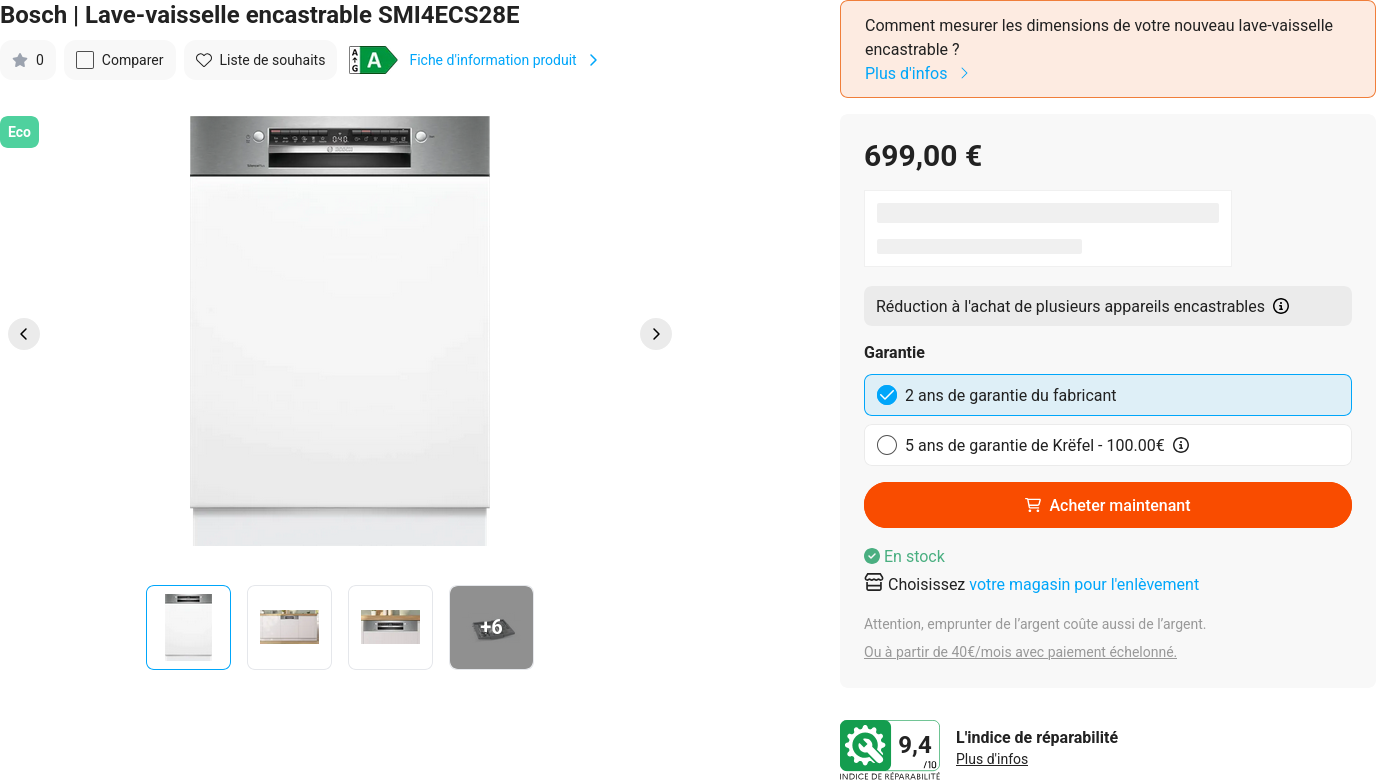 Bosch | Lave-vaisselle encastrable SMI4ECS28E
0
Comparer
Liste de souhaits
A
G
A
Fiche d'information produit
Eco
BOSCH
+6
Comment mesurer les dimensions de votre nouveau lave-vaisselle
encastrable ?
Plus d'infos
699,00 €
Réduction à l'achat de plusieurs appareils encastrables
Garantie
2 ans de garantie du fabricant
5 ans de garantie de Krëfel - 100.00€
Acheter maintenant
En stock
Choisissez votre magasin pour l'enlèvement
Attention, emprunter de l’argent coûte aussi de l’argent.
Ou à partir de 40€/mois avec paiement échelonné.
9,4
/10
INDICE DE RÉPARABILITÉ
L'indice de réparabilité
Plus d'infos